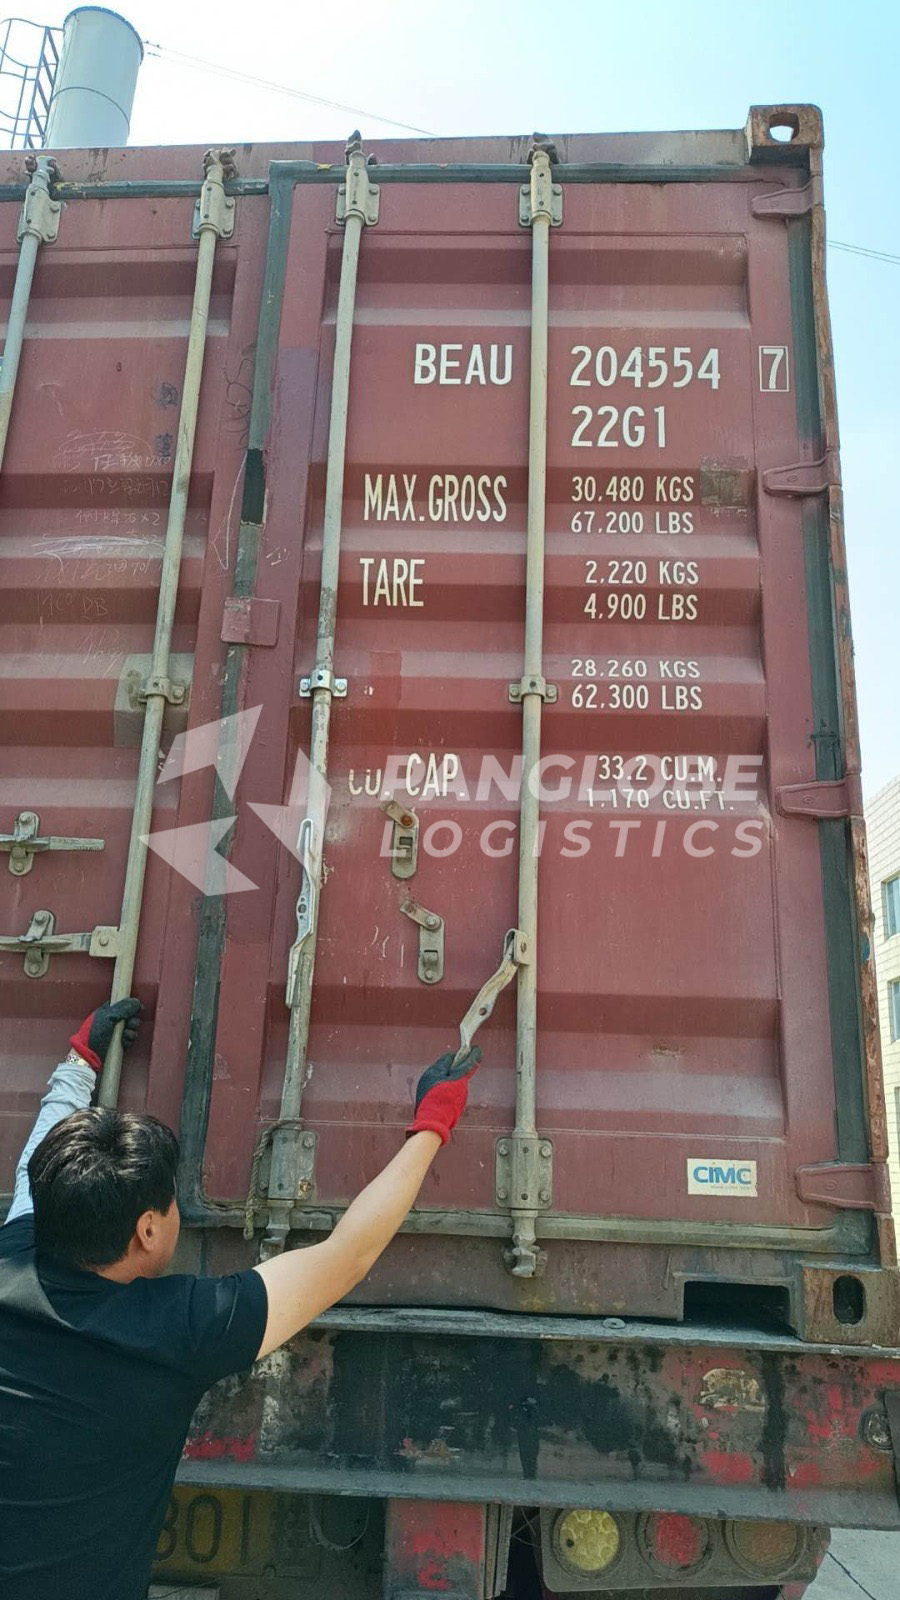 BEAU 204554 7
22G1
MAX.GROSS 30,480 KGS
67,200 LBS
TARE 2,220 KGS
4,900 LBS
28,260 KGS
62,300 LBS
CU. CAP. 33.2 CU.M.
1,170 CU.FT.
PANGLOBE
LOGISTICS
CIMC